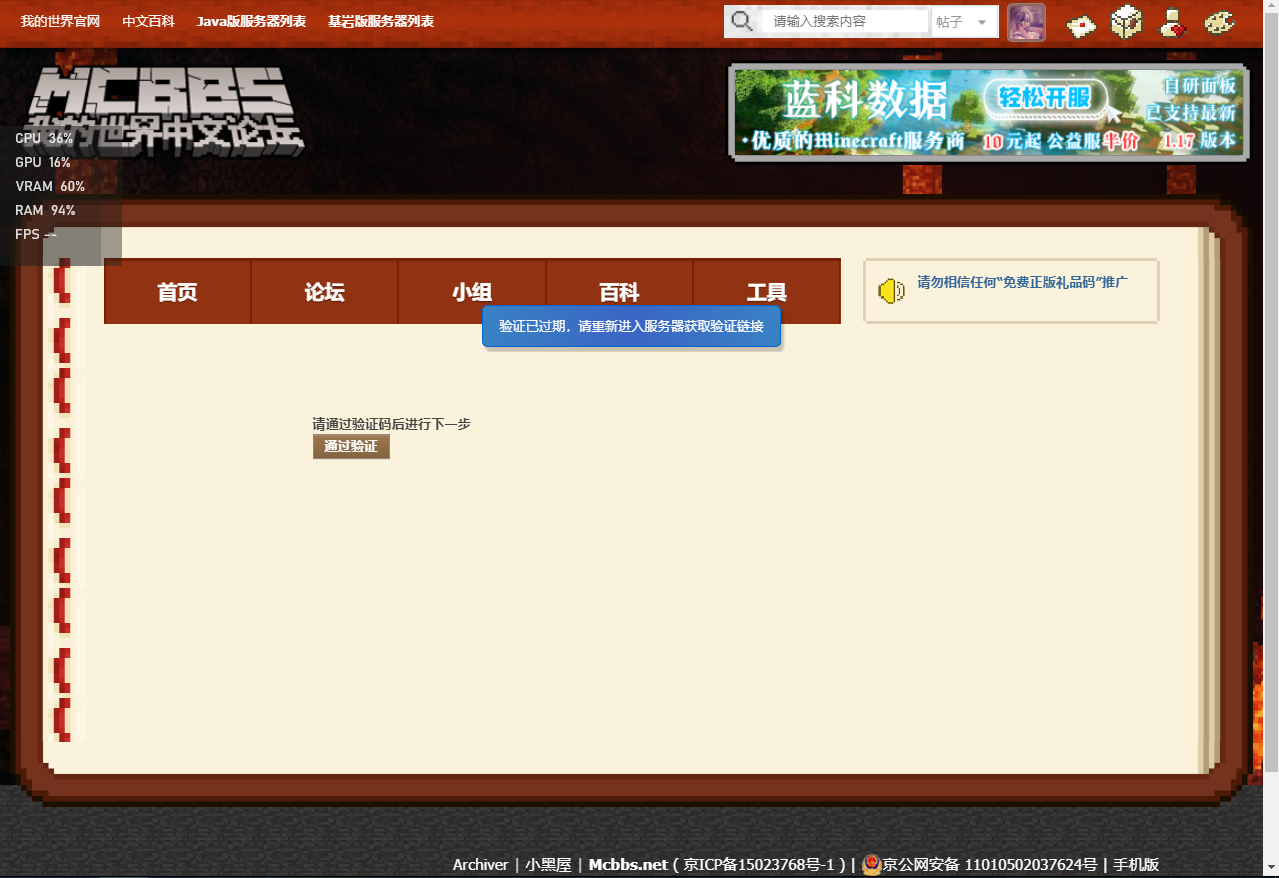 我的世界官网 中文百科 Java版服务器列表 基岩版服务器列表 请输入搜索内容 帖子
MCBBS
我的世界中文论坛
蓝科数据 轻松开服 自研面板
已支持最新
·优质的Minecraft服务商 10元起 公益服半价 1.17版本
CPU 36%
GPU 16%
VRAM 60%
RAM 94%
FPS --
首页 论坛 小组 百科 工具
请勿相信任何“免费正版礼品码”推广
验证已过期，请重新进入服务器获取验证链接
请通过验证码后进行下一步
通过验证
Archiver | 小黑屋 | Mcbbs.net ( 京ICP备15023768号-1 ) | 京公网安备 11010502037624号 | 手机版